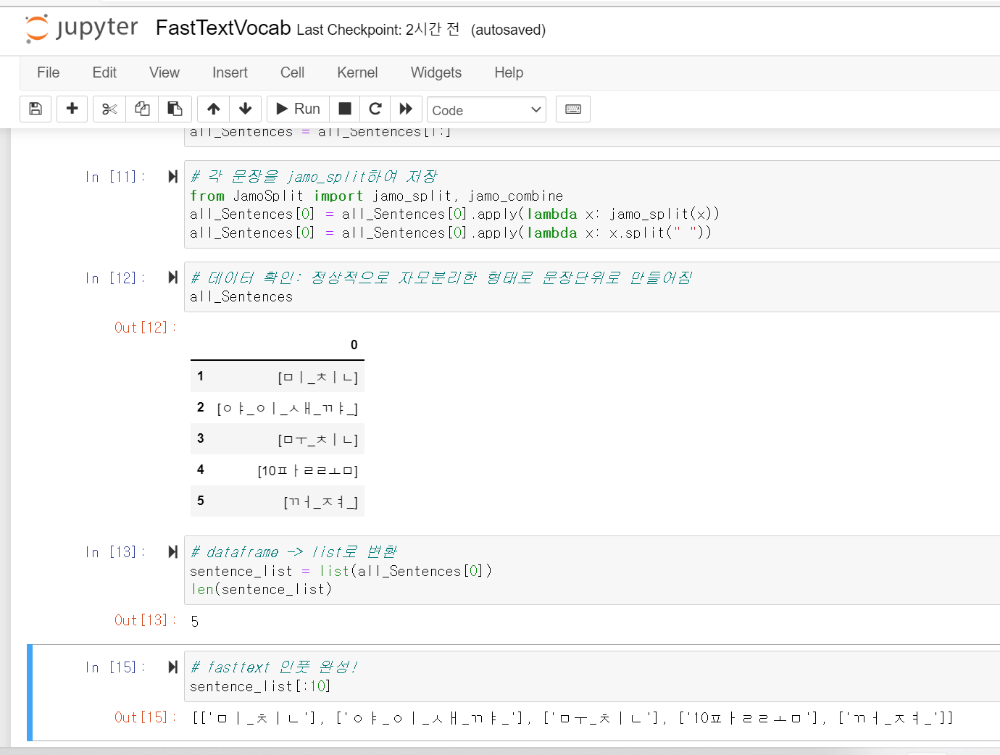 jupyter FastTextVocab Last Checkpoint: 2시간 전 (autosaved)
File Edit View Insert Cell Kernel Widgets Help
Run Code
all_Sentences = all_Sentences[1:]
In [11]: # 각 문장을 jamo_split하여 저장
from JamoSplit import jamo_split, jamo_combine
all_Sentences[0] = all_Sentences[0].apply(lambda x: jamo_split(x))
all_Sentences[0] = all_Sentences[0].apply(lambda x: x.split(" "))
In [12]: # 데이터 확인: 정상적으로 자모분리한 형태로 문장단위로 만들어짐
all_Sentences
Out[12]:
0
1 [ㅁㅣ_ㅊㅣㄴ]
2 [ㅇㅑ_ㅇㅣ_ㅅㅐ_ㄲㅑ_]
3 [ㅁㅜ_ㅊㅣㄴ]
4 [10ㅍㅏㄹㄹㅗㅁ]
5 [ㄲㅓ_ㅈㅕ_]
In [13]: # dataframe -> list로 변환
sentence_list = list(all_Sentences[0])
len(sentence_list)
Out[13]: 5
In [15]: # fasttext 인풋 완성!
sentence_list[:10]
Out[15]: [['ㅁㅣ_ㅊㅣㄴ'], ['ㅇㅑ_ㅇㅣ_ㅅㅐ_ㄲㅑ_'], ['ㅁㅜ_ㅊㅣㄴ'], ['10ㅍㅏㄹㄹㅗㅁ'], ['ㄲㅓ_ㅈㅕ_']]